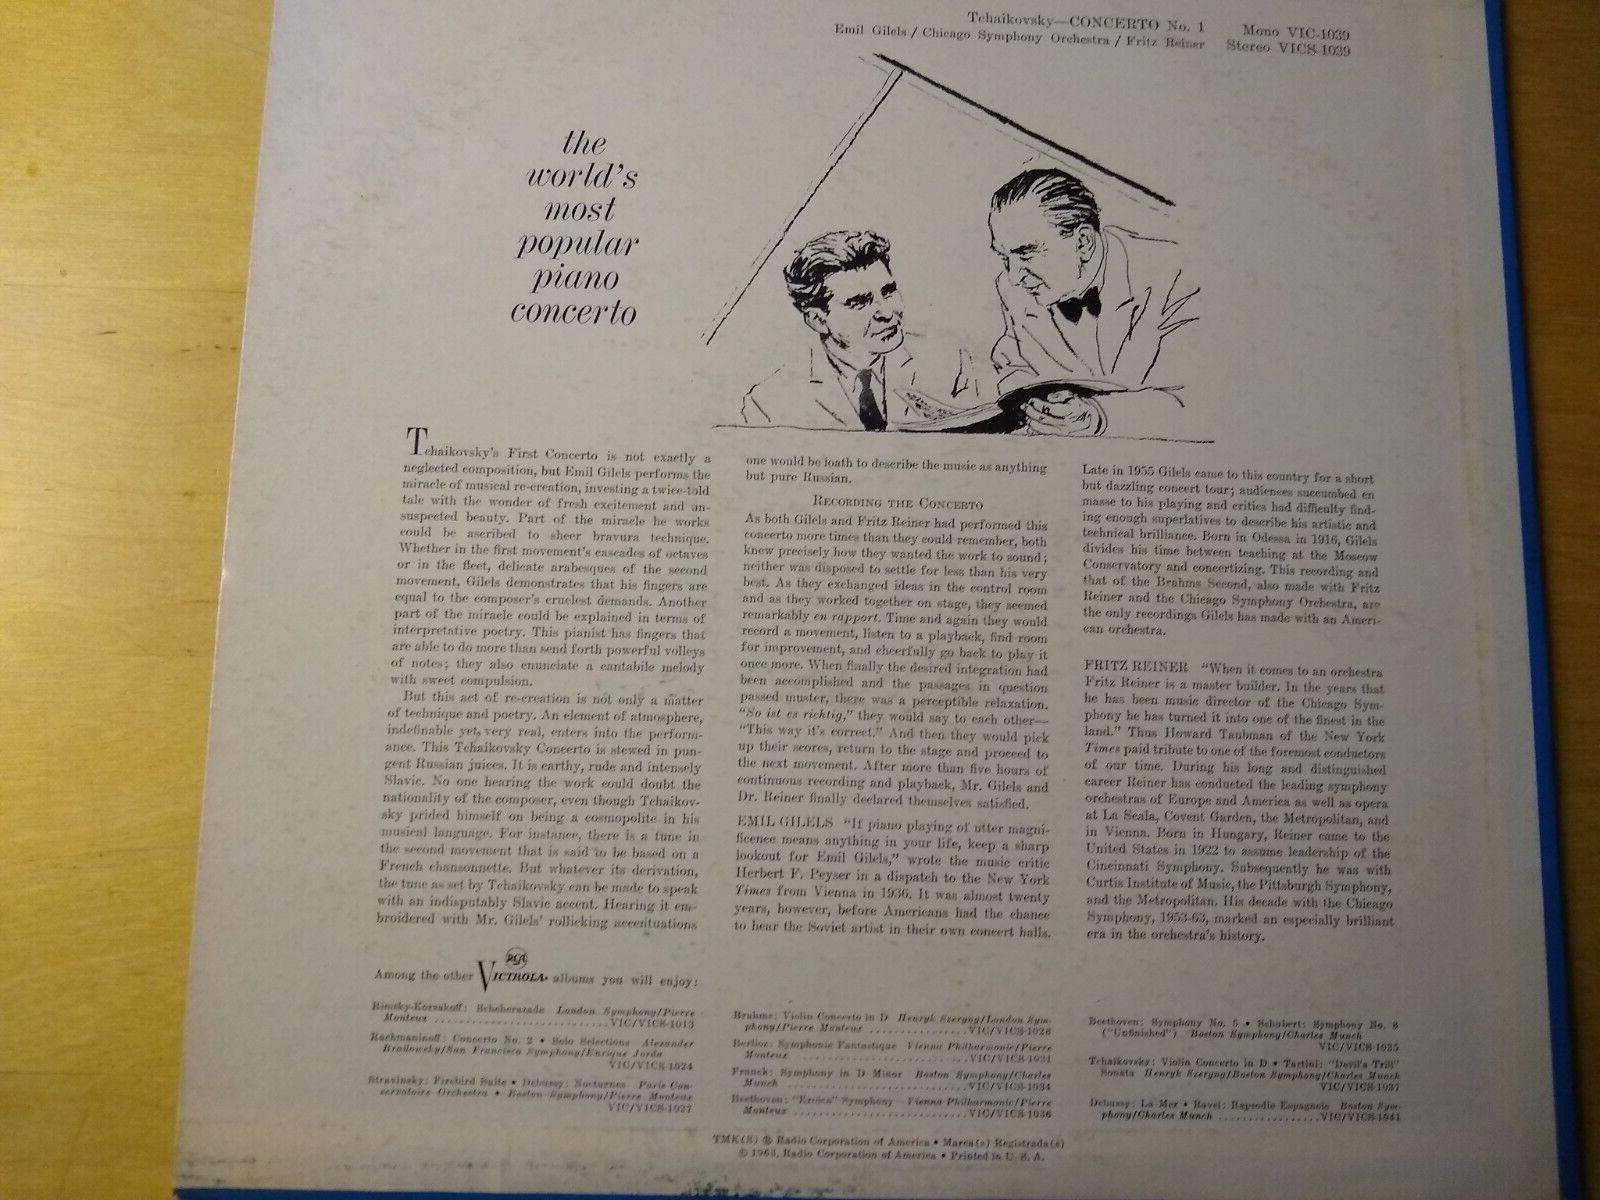 Tchaikovsky—CONCERTO No. 1 Mono VIC-1039
Emil Gilels / Chicago Symphony Orchestra / Fritz Reiner Stereo VICS-1039
the
world's
most
popular
piano
concerto
Tchaikovsky's First Concerto is not exactly a
neglected composition, but Emil Gilels performs the
miracle of musical re-creation, investing a twice-told
tale with the wonder of fresh excitement and un-
suspected beauty. Part of the miracle he works
could be ascribed to sheer bravura technique.
Whether in the first movement's cascades of octaves
or in the fleet, delicate arabesques of the second
movement, Gilels demonstrates that his fingers are
equal to the composer's cruelest demands. Another
part of the miracle could be explained in terms of
interpretative poetry. This pianist has fingers that
are able to do more than send forth powerful volleys
of notes; they also enunciate a cantabile melody
with sweet compulsion.
But this act of re-creation is not only a matter
of technique and poetry. An element of atmosphere,
indefinable yet very real, enters into the perform-
ance. This Tchaikovsky Concerto is stewed in pun-
gent Russian juices. It is earthy, rude and intensely
Slavic. No one hearing the work could doubt the
nationality of the composer, even though Tchaikov-
sky prided himself on being a cosmopolite in his
musical language. For instance, there is a tune in
the second movement that is said to be based on a
French chansonnette. But whatever its derivation,
the tune as set by Tchaikovsky can be made to speak
with an indisputably Slavic accent. Hearing it em-
broidered with Mr. Gilels' rollicking accentuations
one would be loath to describe the music as anything
but pure Russian.
RECORDING THE CONCERTO
As both Gilels and Fritz Reiner had performed this
concerto more times than they could remember, both
knew precisely how they wanted the work to sound;
neither was disposed to settle for less than his very
best. As they exchanged ideas in the control room
and as they worked together on stage, they seemed
remarkably en rapport. Time and again they would
record a movement, listen to a playback, find room
for improvement, and cheerfully go back to play it
once more. When finally the desired integration had
been accomplished and the passages in question
passed muster, there was a perceptible relaxation.
"So ist es richtig," they would say to each other—
"This way it's correct." And then they would pick
up their scores, return to the stage and proceed to
the next movement. After more than five hours of
continuous recording and playback, Mr. Gilels and
Dr. Reiner finally declared themselves satisfied.
EMIL GILELS "If piano playing of utter magni-
ficence means anything in your life, keep a sharp
lookout for Emil Gilels," wrote the music critic
Herbert F. Peyser in a dispatch to the New York
Times from Vienna in 1936. It was almost twenty
years, however, before Americans had the chance
to hear the Soviet artist in their own concert halls.
Late in 1955 Gilels came to this country for a short
but dazzling concert tour; audiences succumbed en
masse to his playing and critics had difficulty find-
ing enough superlatives to describe his artistic and
technical brilliance. Born in Odessa in 1916, Gilels
divides his time between teaching at the Moscow
Conservatory and concertizing. This recording and
that of the Brahms Second, also made with Fritz
Reiner and the Chicago Symphony Orchestra, are
the only recordings Gilels has made with an Ameri-
can orchestra.
FRITZ REINER "When it comes to an orchestra
Fritz Reiner is a master builder. In the years that
he has been music director of the Chicago Sym-
phony he has turned it into one of the finest in the
land." Thus Howard Taubman of the New York
Times paid tribute to one of the foremost conductors
of our time. During his long and distinguished
career Reiner has conducted the leading symphony
orchestras of Europe and America as well as opera
at La Scala, Covent Garden, the Metropolitan, and
in Vienna. Born in Hungary, Reiner came to the
United States in 1922 to assume leadership of the
Cincinnati Symphony. Subsequently he was with
Curtis Institute of Music, the Pittsburgh Symphony,
and the Metropolitan. His decade with the Chicago
Symphony, 1953-63, marked an especially brilliant
era in the orchestra's history.
RCA
Among the other VICTROLA albums you will enjoy:
Rimsky-Korsakoff: Scheherazade London Symphony/Pierre
Monteux ............................VIC/VICS-1013
Rachmaninoff: Concerto No. 2 • Solo Selections Alexander
Brailowsky/San Francisco Symphony/Enrique Jorda
VIC/VICS-1024
Stravinsky: Firebird Suite • Debussy: Nocturnes Paris Con-
servatoire Orchestra • Boston Symphony/Pierre Monteux
VIC/VICS-1027
Brahms: Violin Concerto in D Henryk Szeryng/London Sym-
phony/Pierre Monteux ................VIC/VICS-1028
Berlioz: Symphonie Fantastique Vienna Philharmonic/Pierre
Monteux ............................VIC/VICS-1031
Franck: Symphony in D Minor Boston Symphony/Charles
Munch ............................VIC/VICS-1034
Beethoven: "Eroica" Symphony Vienna Philharmonic/Pierre
Monteux ............................VIC/VICS-1036
Beethoven: Symphony No. 5 • Schubert: Symphony No. 8
("Unfinished") Boston Symphony/Charles Munch
VIC/VICS-1035
Tchaikovsky: Violin Concerto in D • Tartini: "Devil's Trill"
Sonata Henryk Szeryng/Boston Symphony/Charles Munch
VIC/VICS-1037
Debussy: La Mer • Ravel: Rapsodie Espagnole Boston Sym-
phony/Charles Munch ................VIC/VICS-1041
TMK(S) ® Radio Corporation of America • Marca(s) Registrada(s)
© 1963, Radio Corporation of America • Printed in U. S. A.